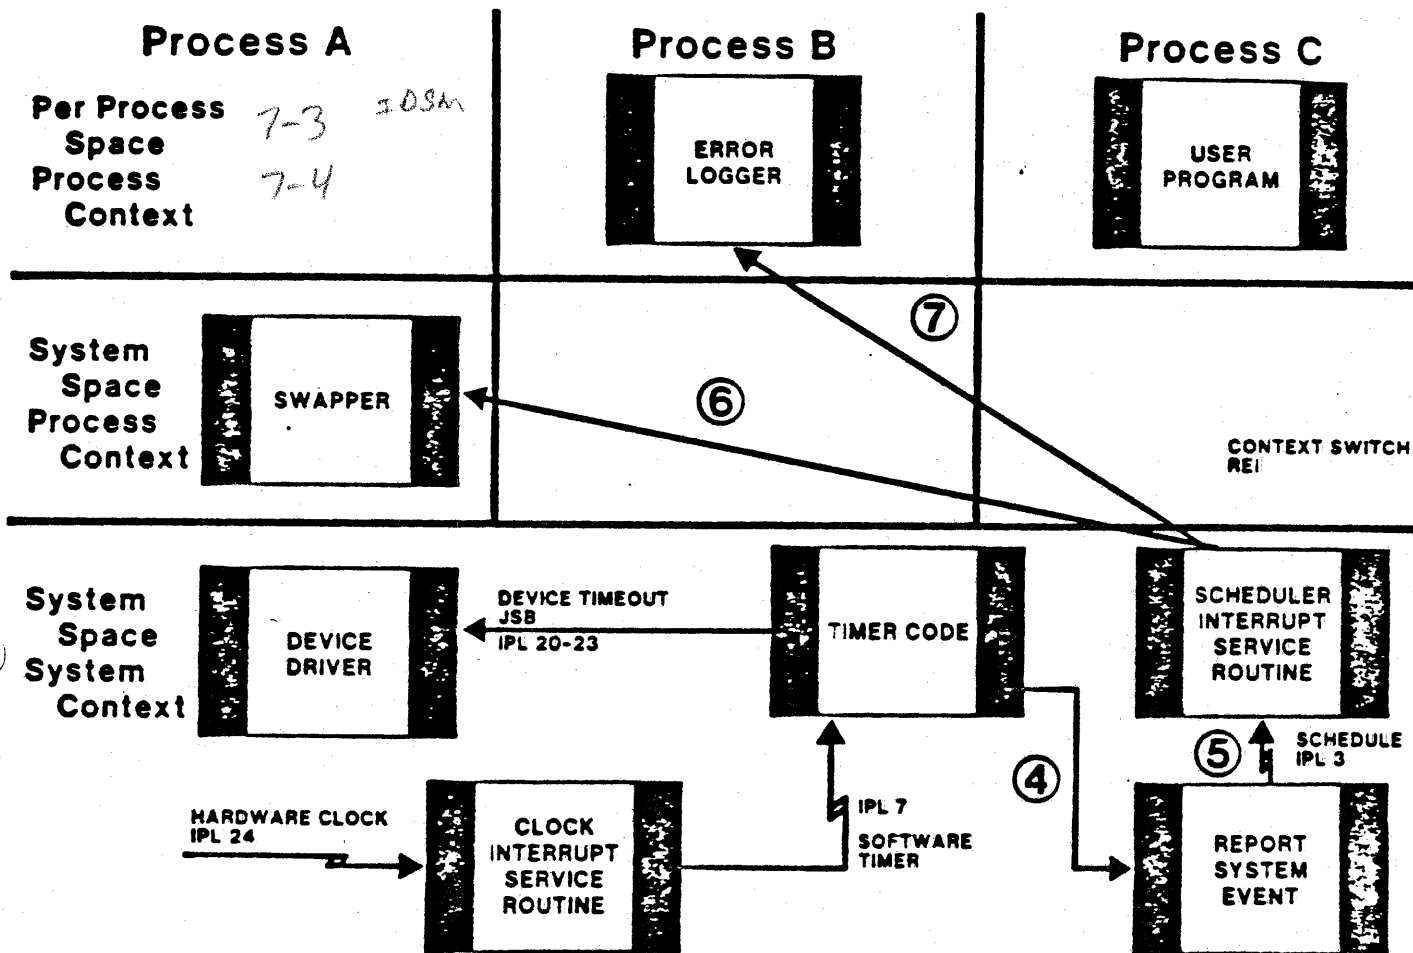 Process A
Process B
Process C
Per Process
Space
Process
Context
7-3
IDSM
7-4
ERROR
LOGGER
USER
PROGRAM
7
System
Space
Process
Context
SWAPPER
6
CONTEXT SWITCH
REI
System
Space
System
Context
DEVICE
DRIVER
DEVICE TIMEOUT
JSB
IPL 20-23
TIMER CODE
SCHEDULER
INTERRUPT
SERVICE
ROUTINE
4
5
SCHEDULE
IPL 3
HARDWARE CLOCK
IPL 24
CLOCK
INTERRUPT
SERVICE
ROUTINE
IPL 7
SOFTWARE
TIMER
REPORT
SYSTEM
EVENT